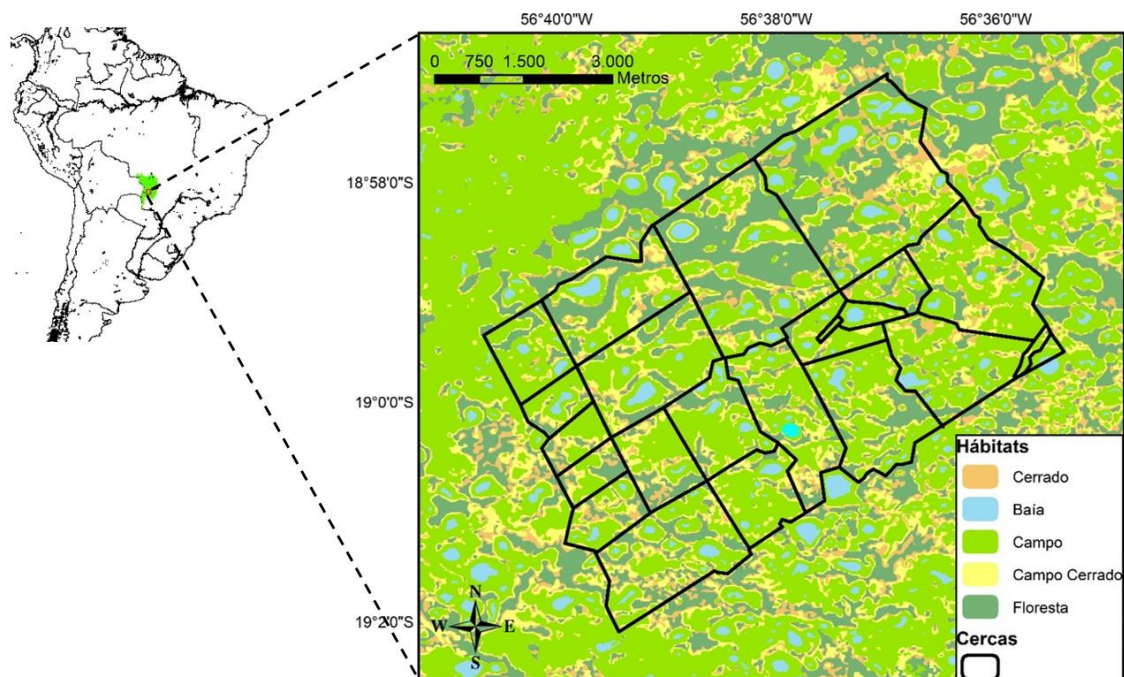 56°40'0"W 56°38'0"W 56°36'0"W
0 750 1.500 3.000
Metros
18°58'0"S
19°0'0"S
19°2'0"S
N
W E
S
Hábitats
Cerrado
Baía
Campo
Campo Cerrado
Floresta
Cercas